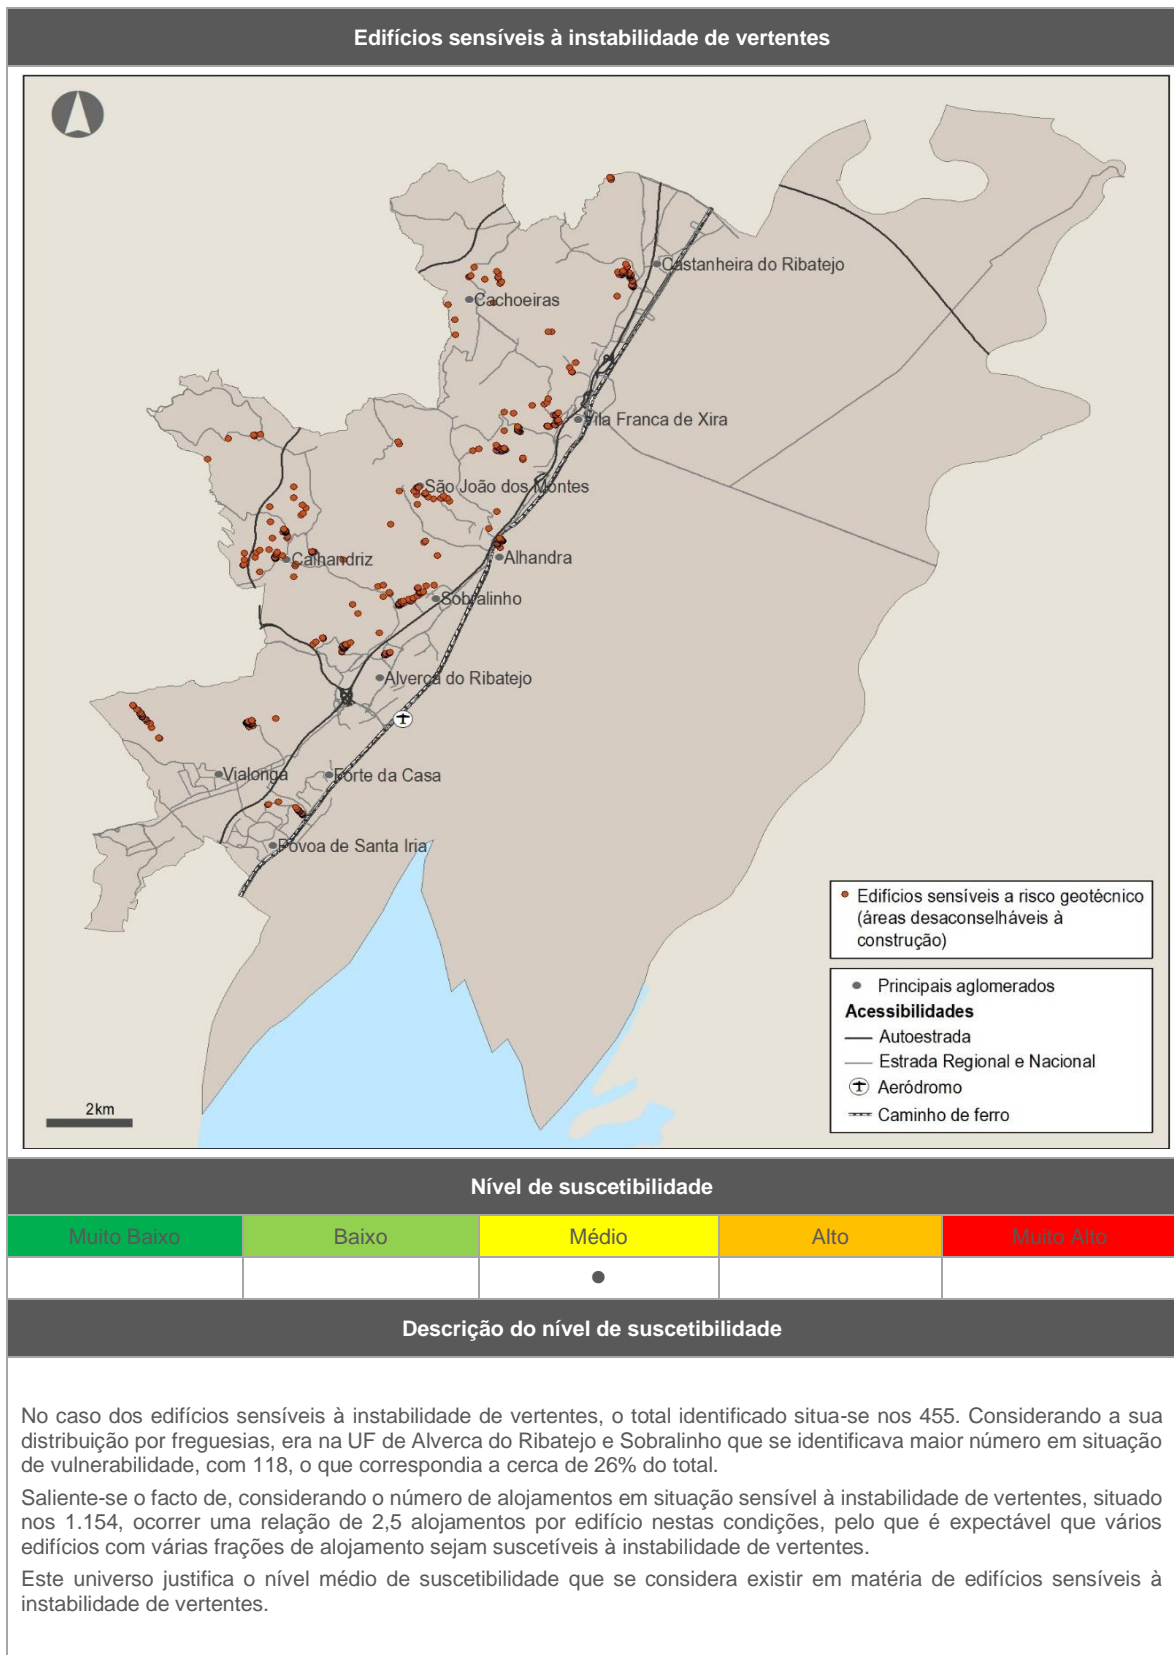 Edifícios sensíveis à instabilidade de vertentes
Castanheira do Ribatejo
Cachoeiras
Vila Franca de Xira
São João dos Montes
Calhandriz
Alhandra
Sobralinho
Alverca do Ribatejo
Vialonga
Forte da Casa
Póvoa de Santa Iria
Edifícios sensíveis a risco geotécnico
(áreas desaconselháveis à
construção)
Principais aglomerados
Acessibilidades
Autoestrada
Estrada Regional e Nacional
Aeródromo
Caminho de ferro
2km
Nível de suscetibilidade
Muito Baixo Baixo Médio Alto Muito Alto
Descrição do nível de suscetibilidade
No caso dos edifícios sensíveis à instabilidade de vertentes, o total identificado situa-se nos 455. Considerando a sua
distribuição por freguesias, era na UF de Alverca do Ribatejo e Sobralinho que se identificava maior número em situação
de vulnerabilidade, com 118, o que correspondia a cerca de 26% do total.
Saliente-se o facto de, considerando o número de alojamentos em situação sensível à instabilidade de vertentes, situado
nos 1.154, ocorrer uma relação de 2,5 alojamentos por edifício nestas condições, pelo que é expectável que vários
edifícios com várias frações de alojamento sejam suscetíveis à instabilidade de vertentes.
Este universo justifica o nível médio de suscetibilidade que se considera existir em matéria de edifícios sensíveis à
instabilidade de vertentes.